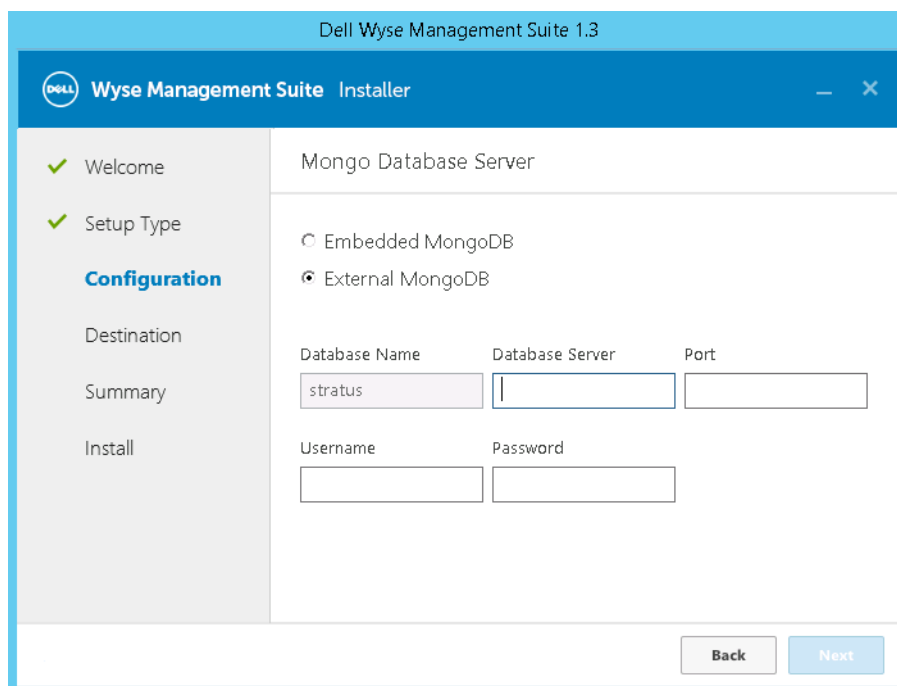 Dell Wyse Management Suite 1.3
DELL Wyse Management Suite Installer
Welcome
Setup Type
Configuration
Destination
Summary
Install
Mongo Database Server
Embedded MongoDB
External MongoDB
Database Name Database Server Port
stratus
Username Password
Back Next